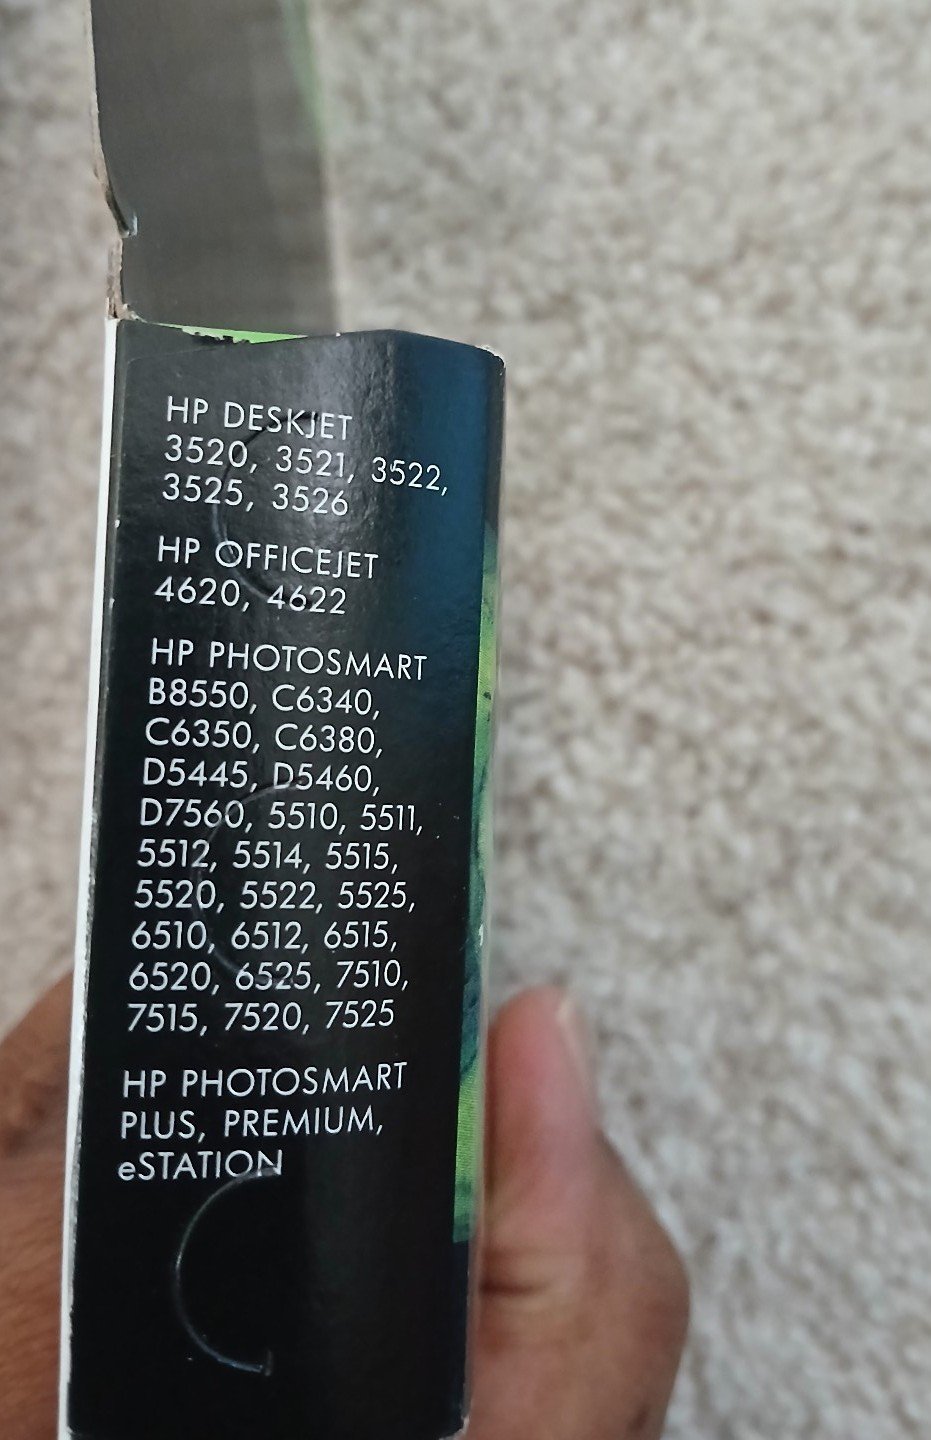 HP DESKJET
3520, 3521, 3522,
3525, 3526
HP OFFICEJET
4620, 4622
HP PHOTOSMART
B8550, C6340,
C6350, C6380,
D5445, D5460,
D7560, 5510, 5511,
5512, 5514, 5515,
5520, 5522, 5525,
6510, 6512, 6515,
6520, 6525, 7510,
7515, 7520, 7525
HP PHOTOSMART
PLUS, PREMIUM,
eSTATION